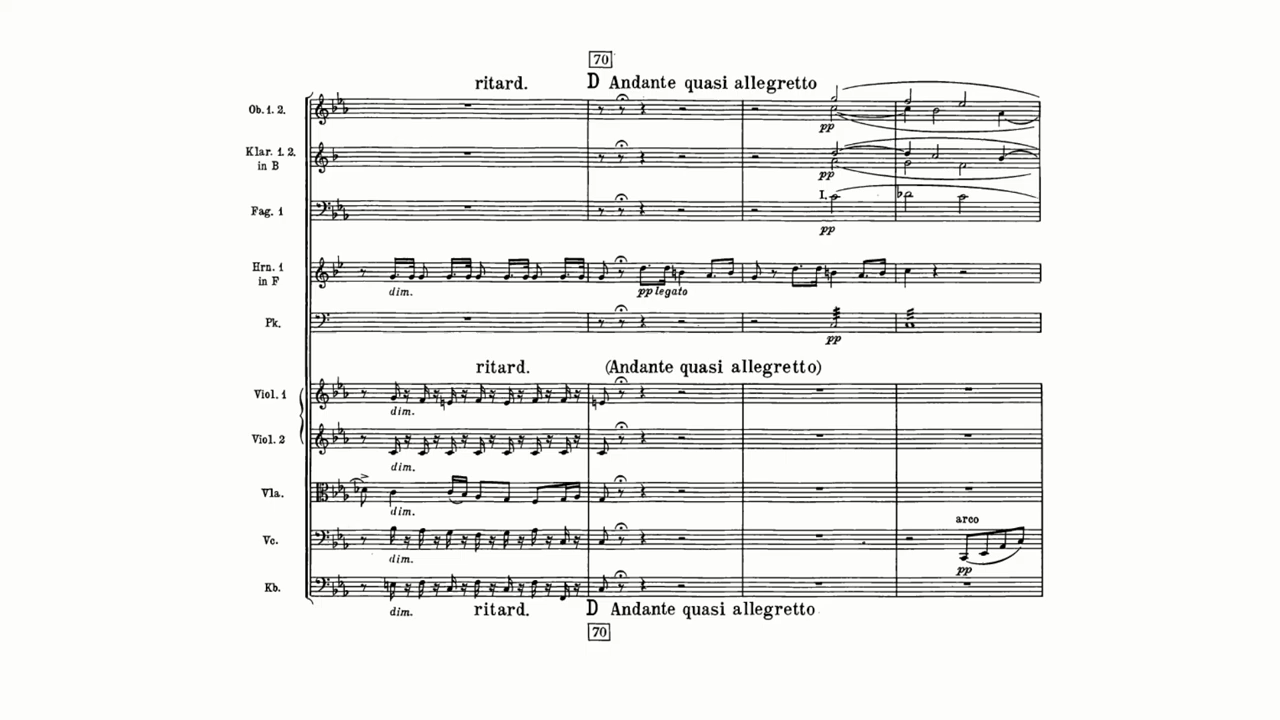 70
ritard. D Andante quasi allegretto
Ob. 1. 2.
pp
Klar. 1. 2.
in B
pp
I.
Fag. 1
pp
Hrn. 1
in F
dim. pp legato
Pk.
pp
ritard. (Andante quasi allegretto)
Viol. 1
dim.
Viol. 2
dim.
Vla.
dim.
arco
Vc.
dim. pp
Kb.
dim. ritard. D Andante quasi allegretto
70